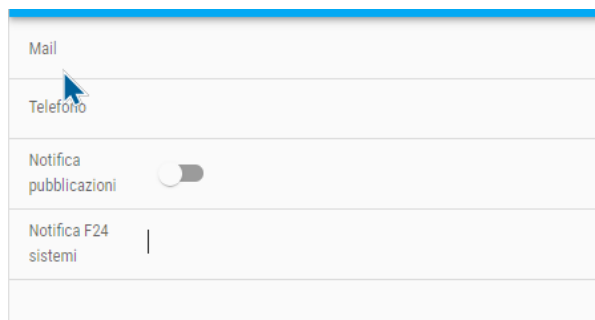 Mail
Telefono
Notifica
pubblicazioni
Notifica F24
sistemi